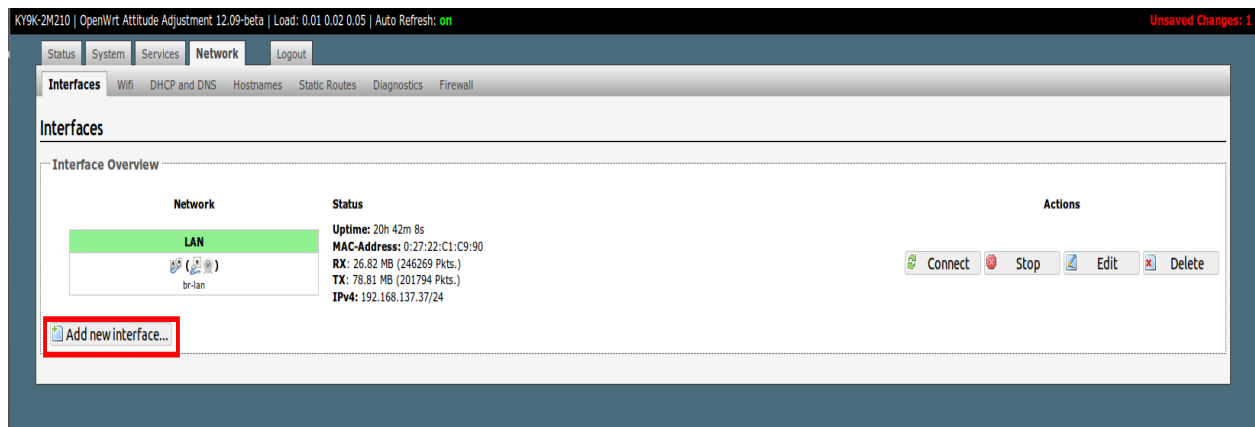 KY9K-2M210 | OpenWrt Attitude Adjustment 12.09-beta | Load: 0.01 0.02 0.05 | Auto Refresh: on Unsaved Changes: 1
Status System Services Network Logout
Interfaces Wifi DHCP and DNS Hostnames Static Routes Diagnostics Firewall
Interfaces
Interface Overview
Network Status Actions
LAN
br-lan
Uptime: 20h 42m 8s
MAC-Address: 0:27:22:C1:C9:90
RX: 26.82 MB (246269 Pkts.)
TX: 78.81 MB (201794 Pkts.)
IPv4: 192.168.137.37/24
Connect Stop Edit Delete
Add new interface...